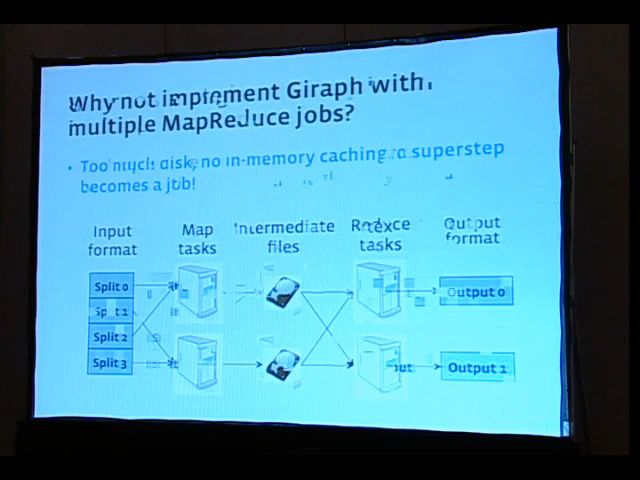 Why not implement Giraph with
multiple MapReduce jobs?
• Too much disk, no in-memory caching, a superstep
becomes a job!
Input
format
Map
tasks
Intermediate
files
Reduce
tasks
Output
format
Split 0
Split 1
Split 2
Split 3
Output 0
Output 1